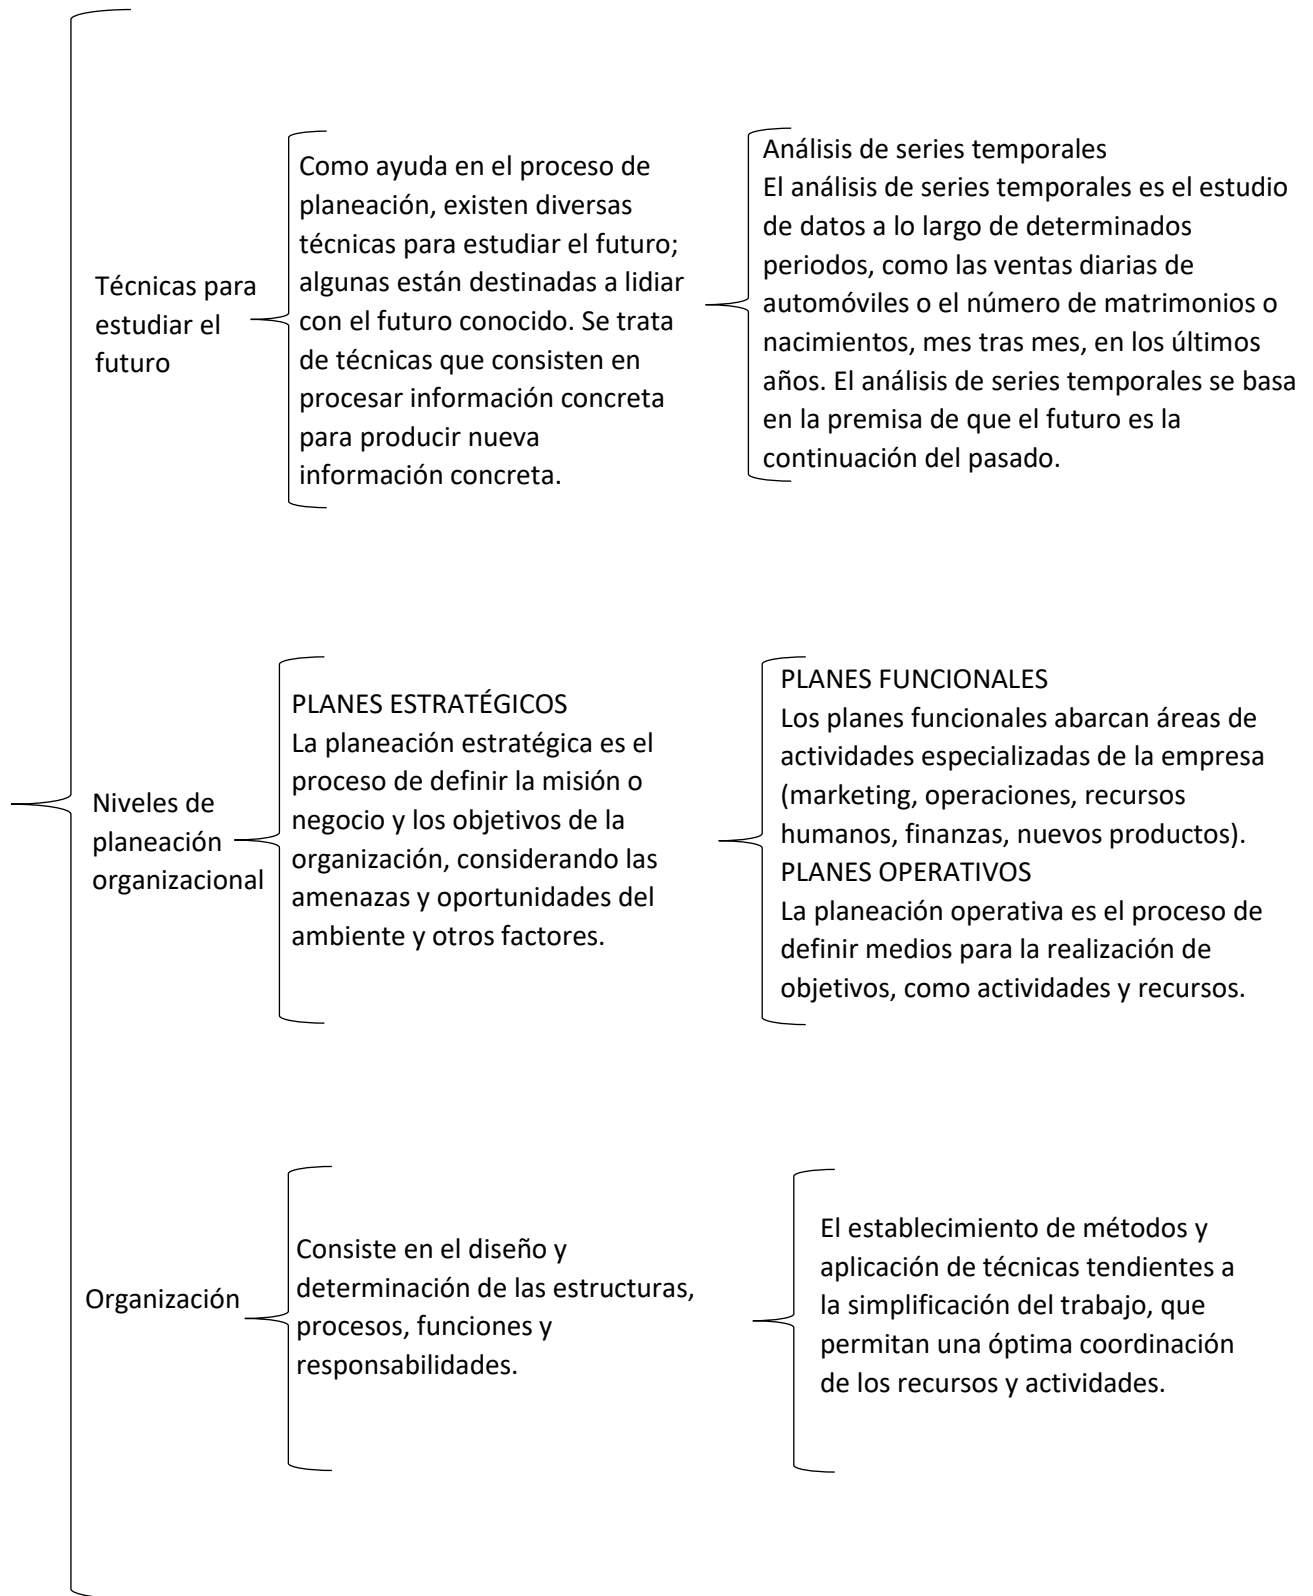 Técnicas para
estudiar el
futuro
Como ayuda en el proceso de
planeación, existen diversas
técnicas para estudiar el futuro;
algunas están destinadas a lidiar
con el futuro conocido. Se trata
de técnicas que consisten en
procesar información concreta
para producir nueva
información concreta.
Análisis de series temporales
El análisis de series temporales es el estudio
de datos a lo largo de determinados
periodos, como las ventas diarias de
automóviles o el número de matrimonios o
nacimientos, mes tras mes, en los últimos
años. El análisis de series temporales se basa
en la premisa de que el futuro es la
continuación del pasado.
Niveles de
planeación
organizacional
PLANES ESTRATÉGICOS
La planeación estratégica es el
proceso de definir la misión o
negocio y los objetivos de la
organización, considerando las
amenazas y oportunidades del
ambiente y otros factores.
PLANES FUNCIONALES
Los planes funcionales abarcan áreas de
actividades especializadas de la empresa
(marketing, operaciones, recursos
humanos, finanzas, nuevos productos).
PLANES OPERATIVOS
La planeación operativa es el proceso de
definir medios para la realización de
objetivos, como actividades y recursos.
Organización
Consiste en el diseño y
determinación de las estructuras,
procesos, funciones y
responsabilidades.
El establecimiento de métodos y
aplicación de técnicas tendientes a
la simplificación del trabajo, que
permitan una óptima coordinación
de los recursos y actividades.